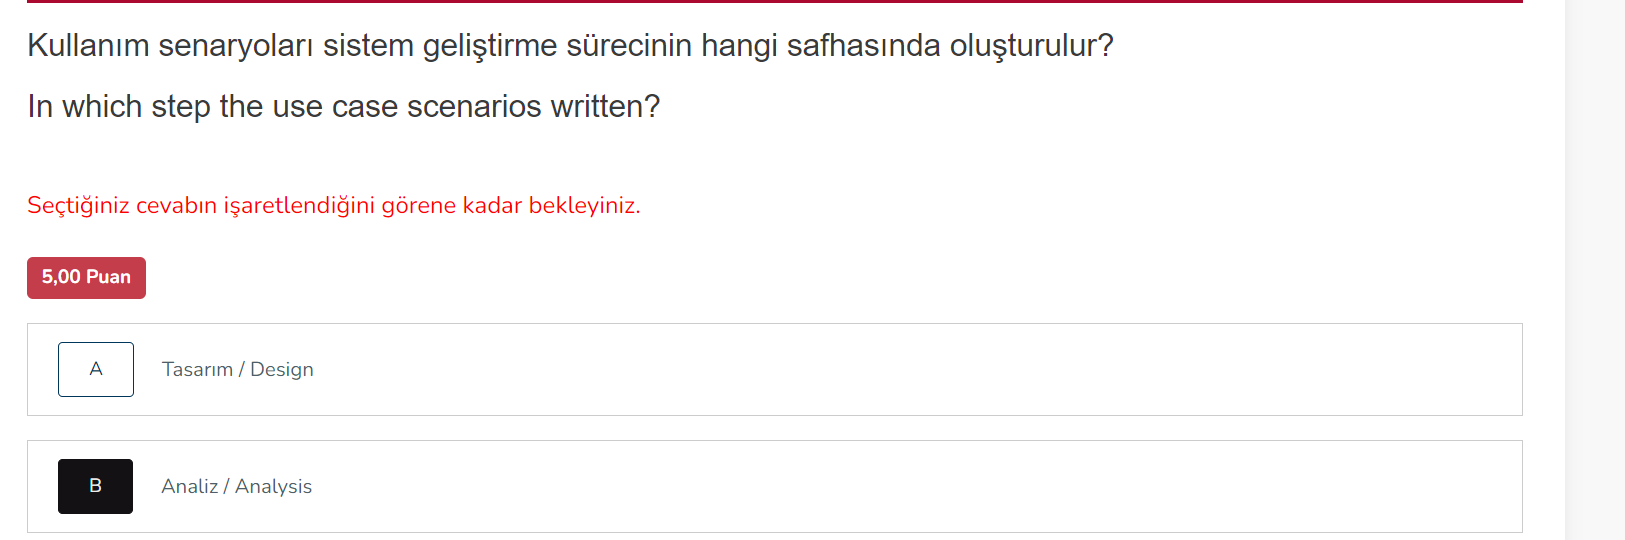 Kullanım senaryoları sistem geliştirme sürecinin hangi safhasında oluşturulur?
In which step the use case scenarios written?
Seçtiğiniz cevabın işaretlendiğini görene kadar bekleyiniz.
5,00 Puan
A Tasarım / Design
B Analiz / Analysis